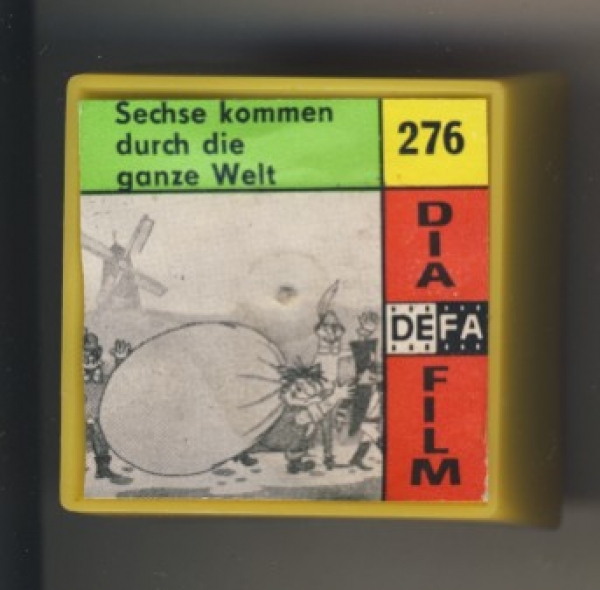 Sechse kommen
durch die
ganze Welt
276
DIA
DEFA
FILM